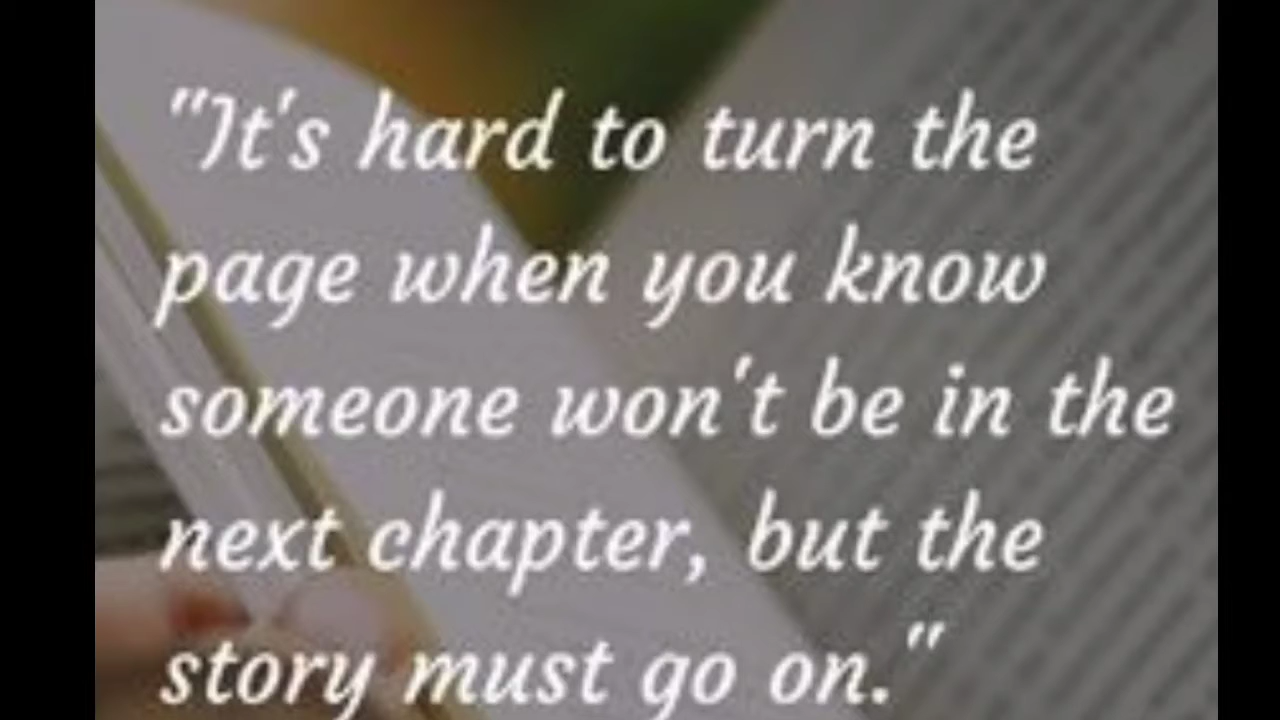 "It's hard to turn the
page when you know
someone won't be in the
next chapter, but the
story must go on."